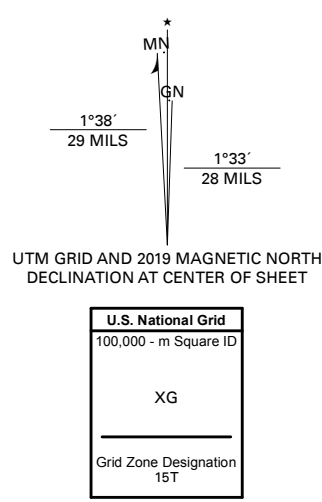 ★
MN
GN
1°38´
29 MILS
1°33´
28 MILS
UTM GRID AND 2019 MAGNETIC NORTH
DECLINATION AT CENTER OF SHEET
U.S. National Grid
100,000 - m Square ID
XG
Grid Zone Designation
15T